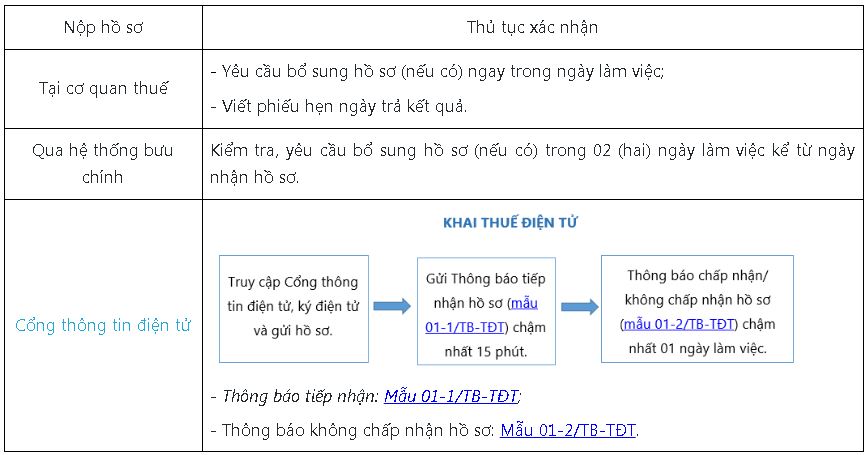 Nộp hồ sơ
Thủ tục xác nhận
Tại cơ quan thuế
- Yêu cầu bổ sung hồ sơ (nếu có) ngay trong ngày làm việc;
- Viết phiếu hẹn ngày trả kết quả.
Qua hệ thống bưu
chính
Kiểm tra, yêu cầu bổ sung hồ sơ (nếu có) trong 02 (hai) ngày làm việc kể từ ngày
nhận hồ sơ.
Cổng thông tin điện tử
KHAI THUẾ ĐIỆN TỬ
Truy cập Cổng thông
tin điện tử, ký điện tử
và gửi hồ sơ.
Gửi Thông báo tiếp
nhận hồ sơ (mẫu
01-1/TB-TĐT) chậm
nhất 15 phút.
Thông báo chấp nhận/
không chấp nhận hồ sơ
(mẫu 01-2/TB-TĐT) chậm
nhất 01 ngày làm việc.
- Thông báo tiếp nhận: Mẫu 01-1/TB-TĐT;
- Thông báo không chấp nhận hồ sơ: Mẫu 01-2/TB-TĐT.